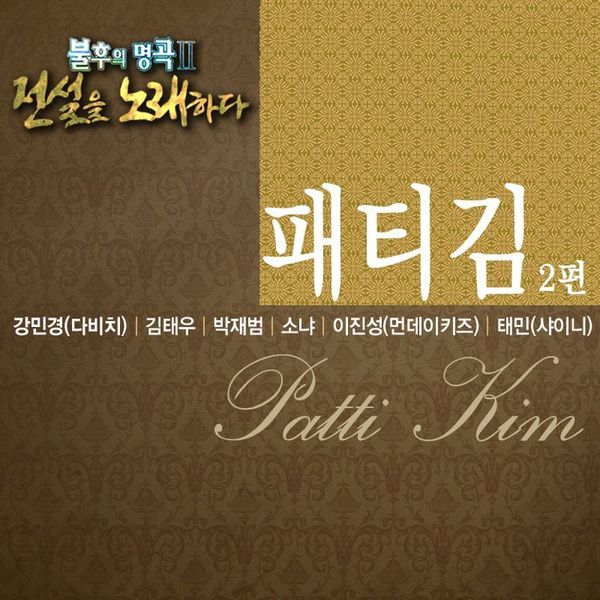 불후의 명곡II
전설을 노래하다
패티김 2편
강민경(다비치) | 김태우 | 박재범 | 소냐 | 이진성(먼데이키즈) | 태민(샤이니)
Patti Kim